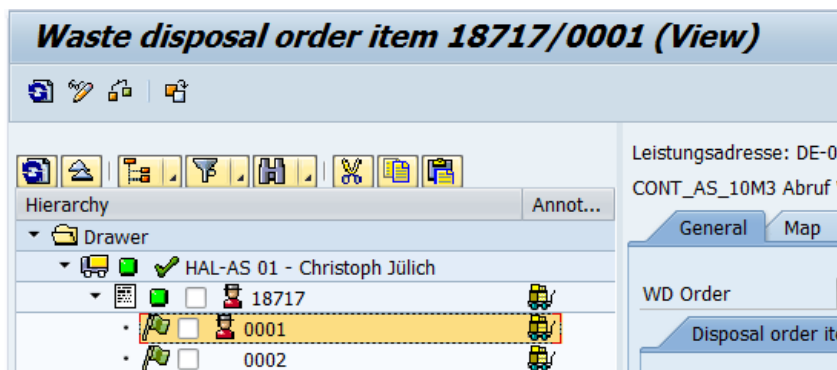 Waste disposal order item 18717/0001 (View)
Leistungsadresse: DE-0
CONT_AS_10M3 Abruf
Hierarchy Annot...
General Map
Drawer
HAL-AS 01 - Christoph Jülich
18717
WD Order
0001
Disposal order ite
0002